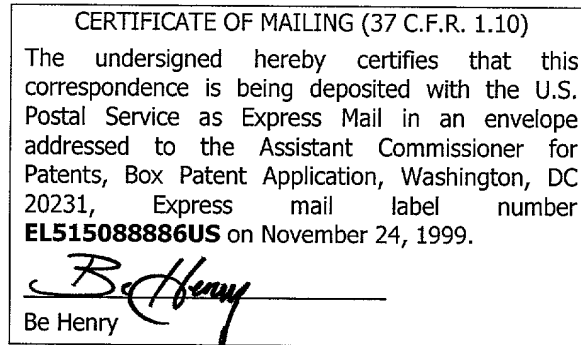 CERTIFICATE OF MAILING (37 C.F.R. 1.10)
The undersigned hereby certifies that this
correspondence is being deposited with the U.S.
Postal Service as Express Mail in an envelope
addressed to the Assistant Commissioner for
Patents, Box Patent Application, Washington, DC
20231, Express mail label number
EL515088886US on November 24, 1999.
Be Henry
Be Henry